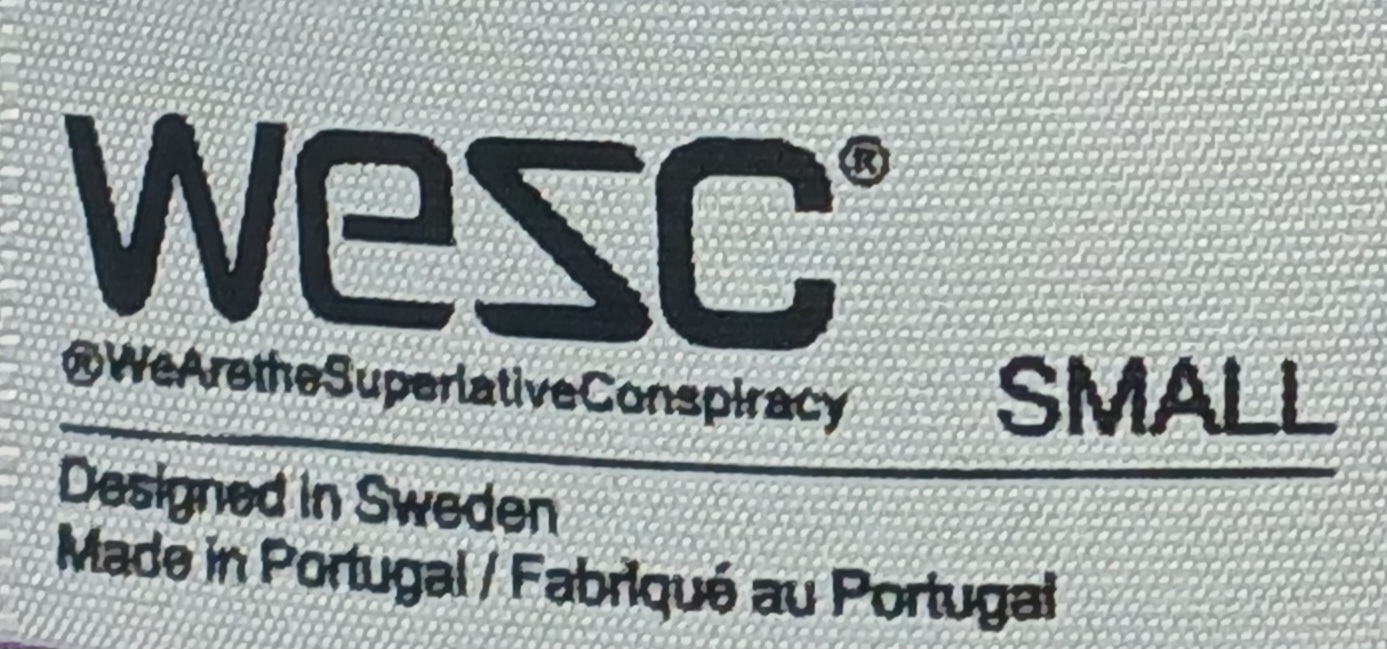 wesc®
®WeAretheSuperlativeConspiracy
SMALL
Designed in Sweden
Made in Portugal / Fabriqué au Portugal